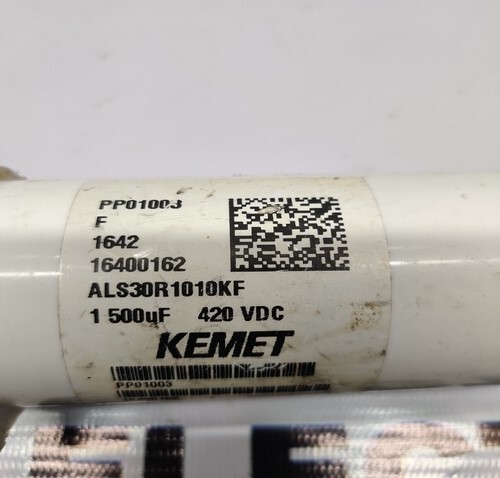 PP01003
F
1642
16400162
ALS30R1010KF
1 500uF 420 VDC
KEMET
PP01003